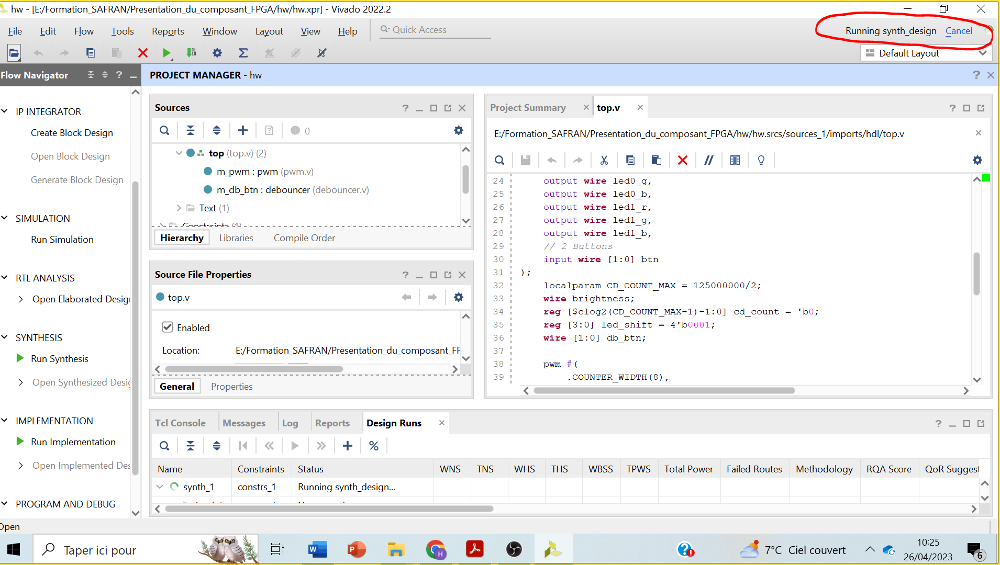 hw - [E:/Formation_SAFRAN/Presentation_du_composant_FPGA/hw/hw.xpr] - Vivado 2022.2
File Edit Flow Tools Reports Window Layout View Help Quick Access
Running synth_design Cancel
Default Layout
Flow Navigator
PROJECT MANAGER - hw
IP INTEGRATOR
Create Block Design
Open Block Design
Generate Block Design
SIMULATION
Run Simulation
RTL ANALYSIS
Open Elaborated Desig
SYNTHESIS
Run Synthesis
Open Synthesized Desi
IMPLEMENTATION
Run Implementation
Open Implemented Des
PROGRAM AND DEBUG
Sources
0
top (top.v) (2)
m_pwm : pwm (pwm.v)
m_db_btn : debouncer (debouncer.v)
Text (1)
Constraints (1)
Hierarchy Libraries Compile Order
Source File Properties
top.v
Enabled
Location: E:/Formation_SAFRAN/Presentation_du_composant_FP
General Properties
Project Summary top.v
E:/Formation_SAFRAN/Presentation_du_composant_FPGA/hw/hw.srcs/sources_1/imports/hdl/top.v
24 output wire led0_g,
25 output wire led0_b,
26 output wire led1_r,
27 output wire led1_g,
28 output wire led1_b,
29 // 2 Buttons
30 input wire [1:0] btn
31 );
32 localparam CD_COUNT_MAX = 125000000/2;
33 wire brightness;
34 reg [$clog2(CD_COUNT_MAX-1)-1:0] cd_count = 'b0;
35 reg [3:0] led_shift = 4'b0001;
36 wire [1:0] db_btn;
37
38 pwm #(
39 .COUNTER_WIDTH(8),
Tcl Console Messages Log Reports Design Runs
Name Constraints Status WNS TNS WHS THS WBSS TPWS Total Power Failed Routes Methodology RQA Score QoR Suggest
synth_1 constrs_1 Running synth_design...
Open
Taper ici pour
7°C Ciel couvert
10:25
26/04/2023
6